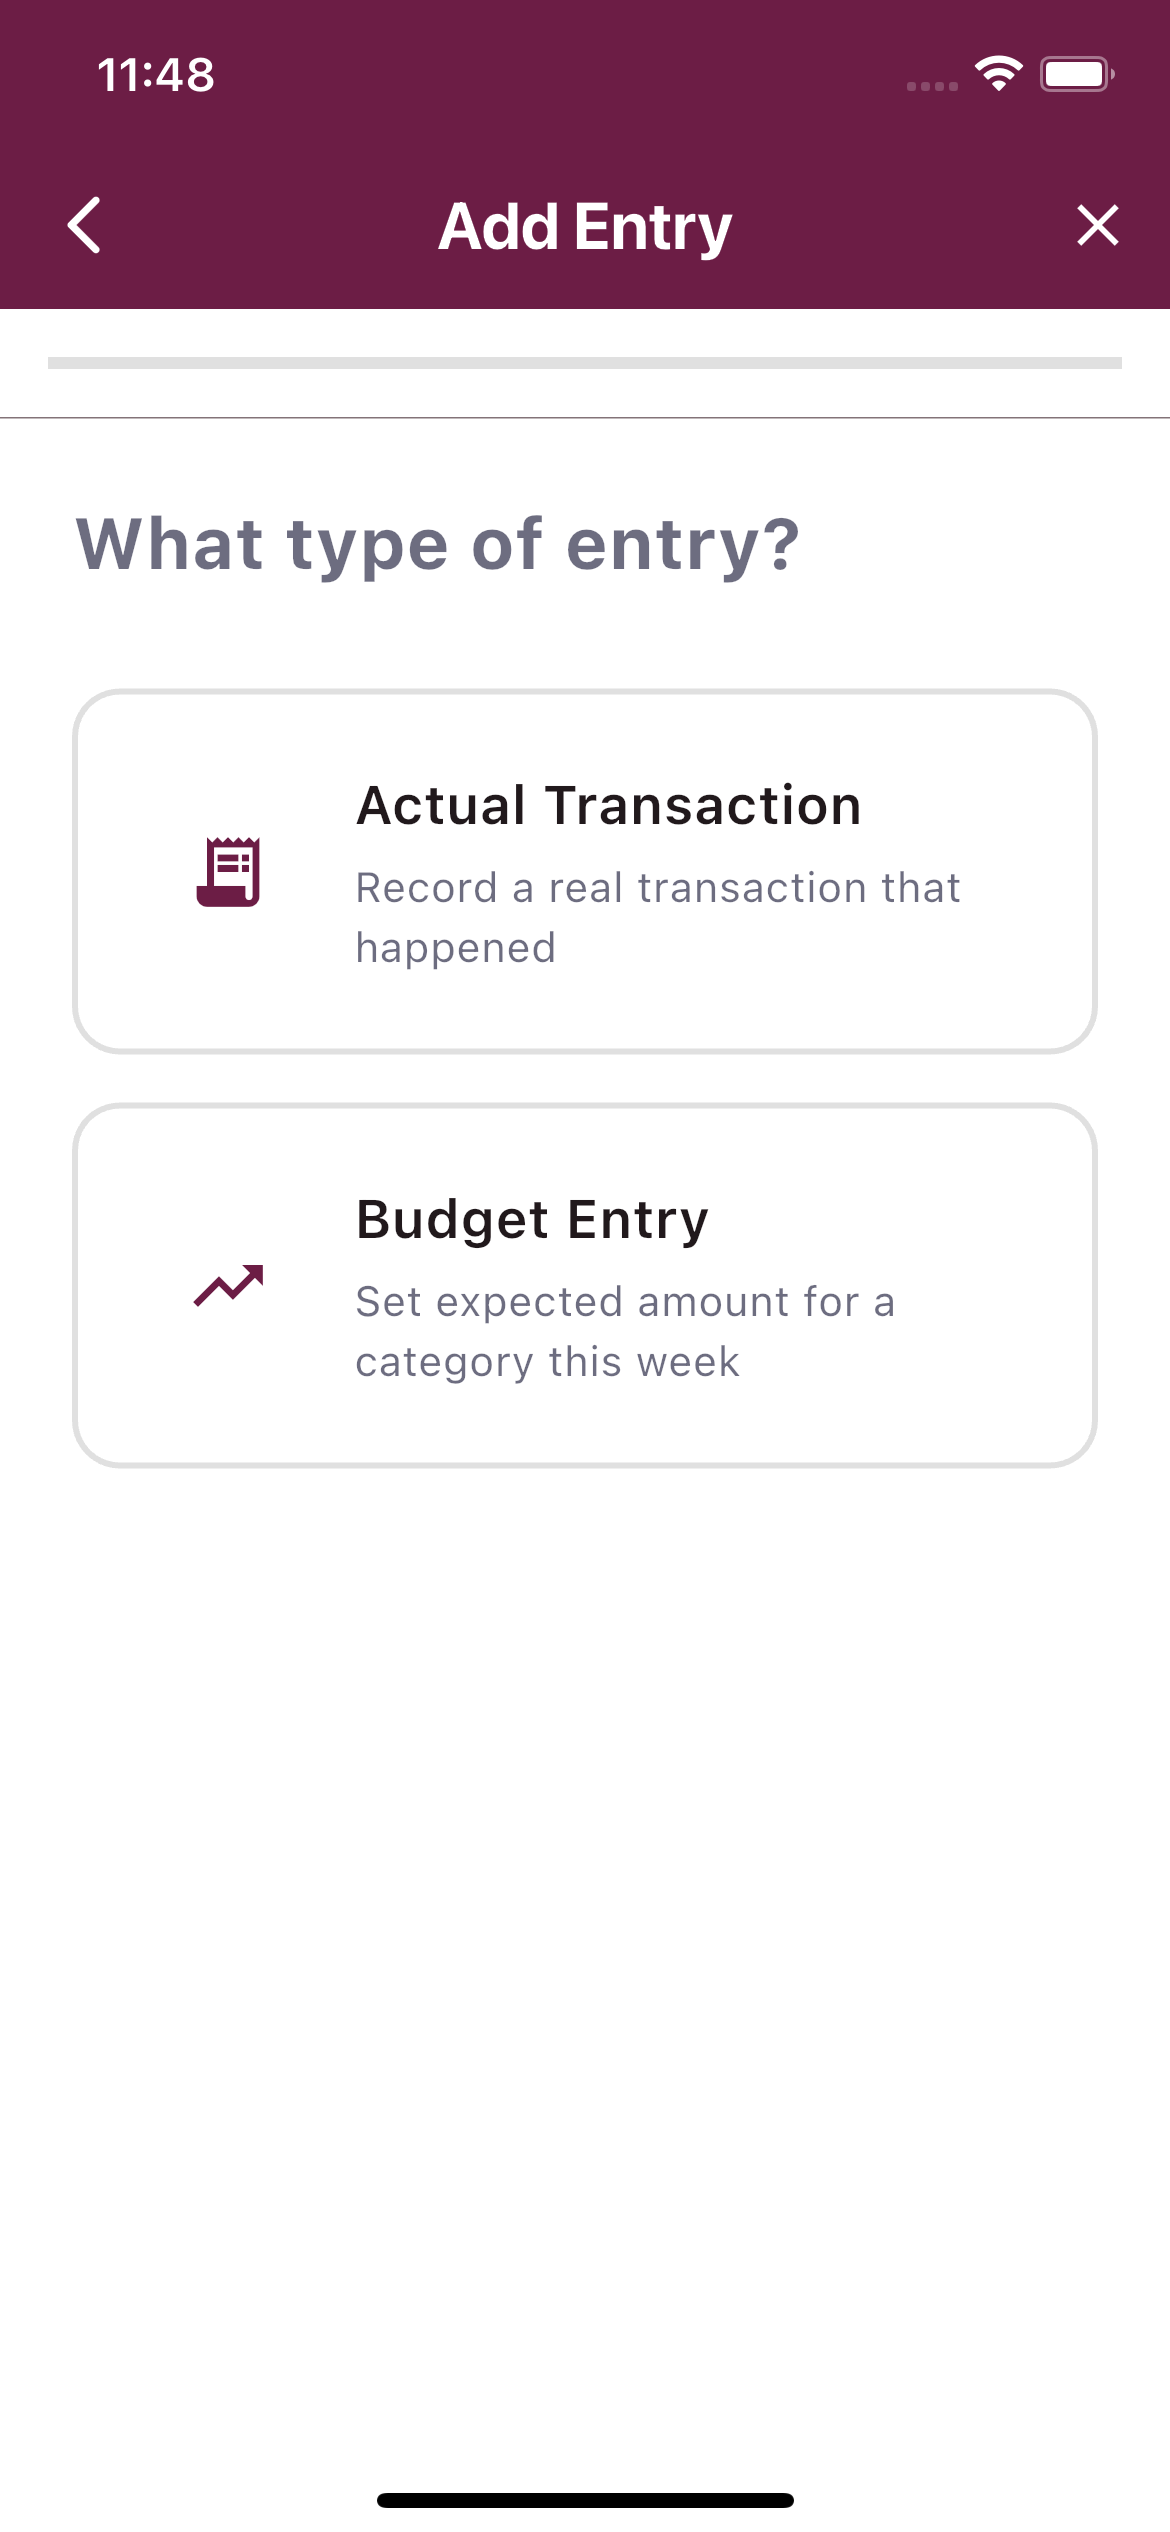 11:48
Add Entry
What type of entry?
Actual Transaction
Record a real transaction that
happened
Budget Entry
Set expected amount for a
category this week